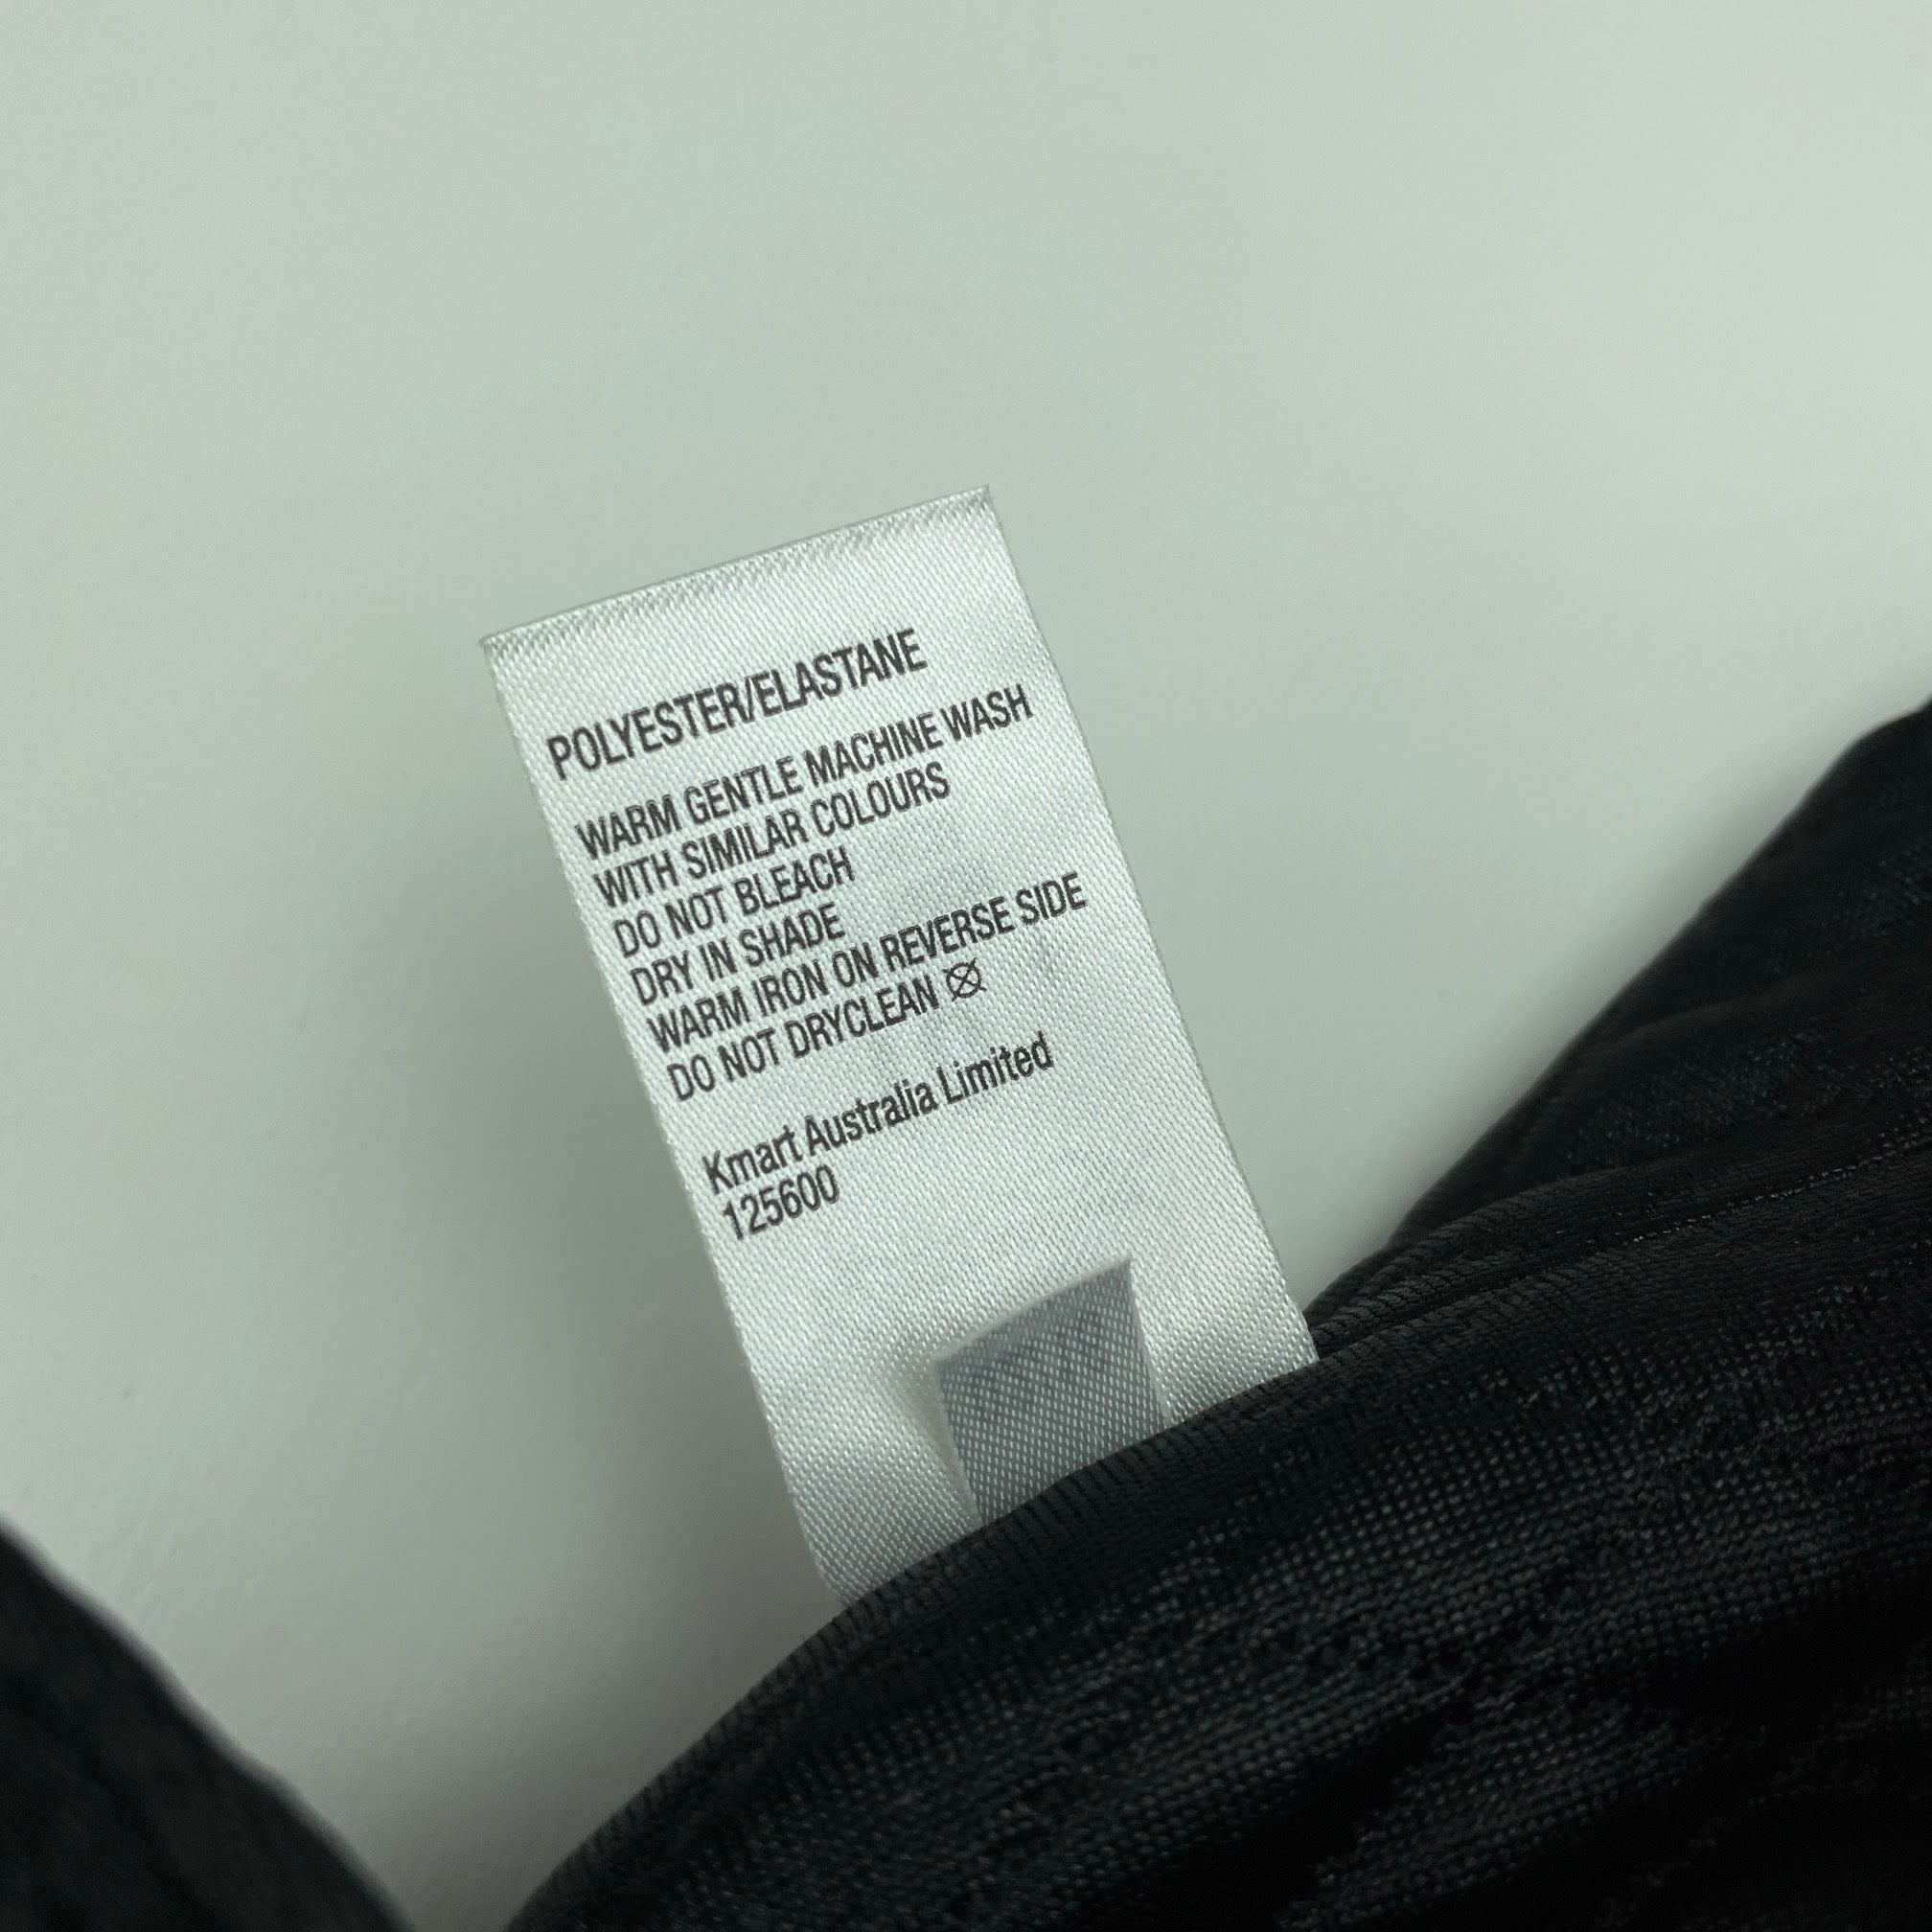 POLYESTER/ELASTANE
WARM GENTLE MACHINE WASH
WITH SIMILAR COLOURS
DO NOT BLEACH
DRY IN SHADE
WARM IRON ON REVERSE SIDE
DO NOT DRYCLEAN
Kmart Australia Limited
125600